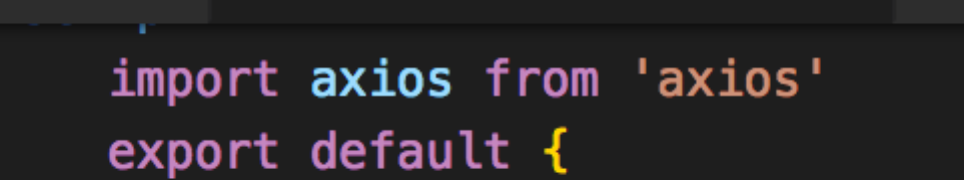 import axios from 'axios'
export default {